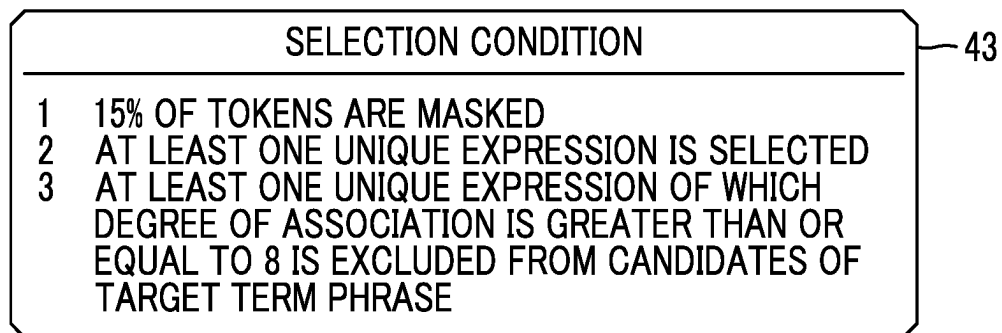 SELECTION CONDITION
43
1 15% OF TOKENS ARE MASKED
2 AT LEAST ONE UNIQUE EXPRESSION IS SELECTED
3 AT LEAST ONE UNIQUE EXPRESSION OF WHICH
DEGREE OF ASSOCIATION IS GREATER THAN OR
EQUAL TO 8 IS EXCLUDED FROM CANDIDATES OF
TARGET TERM PHRASE